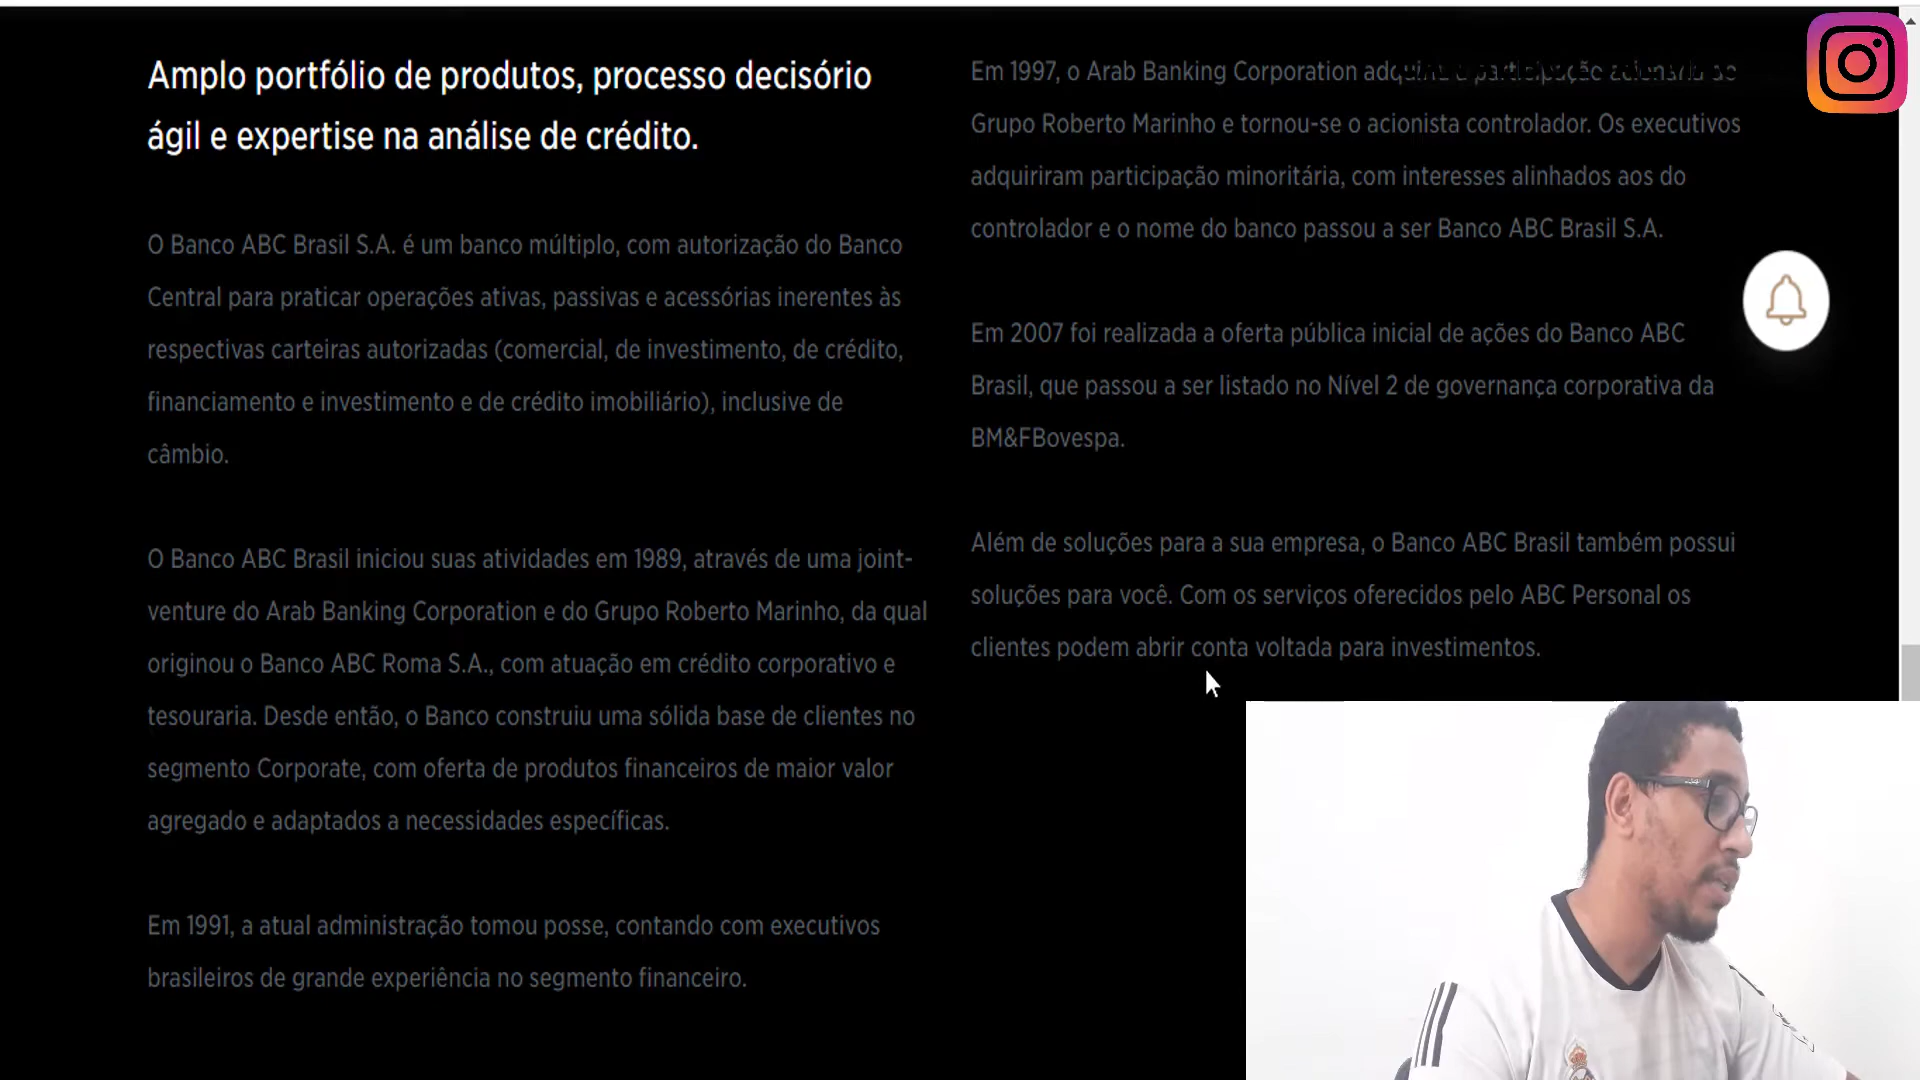 Amplo portfólio de produtos, processo decisório
ágil e expertise na análise de crédito.
O Banco ABC Brasil S.A. é um banco múltiplo, com autorização do Banco
Central para praticar operações ativas, passivas e acessórias inerentes às
respectivas carteiras autorizadas (comercial, de investimento, de crédito,
financiamento e investimento e de crédito imobiliário), inclusive de
câmbio.
O Banco ABC Brasil iniciou suas atividades em 1989, através de uma joint-
venture do Arab Banking Corporation e do Grupo Roberto Marinho, da qual
originou o Banco ABC Roma S.A., com atuação em crédito corporativo e
tesouraria. Desde então, o Banco construiu uma sólida base de clientes no
segmento Corporate, com oferta de produtos financeiros de maior valor
agregado e adaptados a necessidades específicas.
Em 1991, a atual administração tomou posse, contando com executivos
brasileiros de grande experiência no segmento financeiro.
Em 1997, o Arab Banking Corporation adquiriu a participação acionária do
Grupo Roberto Marinho e tornou-se o acionista controlador. Os executivos
adquiriram participação minoritária, com interesses alinhados aos do
controlador e o nome do banco passou a ser Banco ABC Brasil S.A.
Em 2007 foi realizada a oferta pública inicial de ações do Banco ABC
Brasil, que passou a ser listado no Nível 2 de governança corporativa da
BM&FBovespa.
Além de soluções para a sua empresa, o Banco ABC Brasil também possui
soluções para você. Com os serviços oferecidos pelo ABC Personal os
clientes podem abrir conta voltada para investimentos.